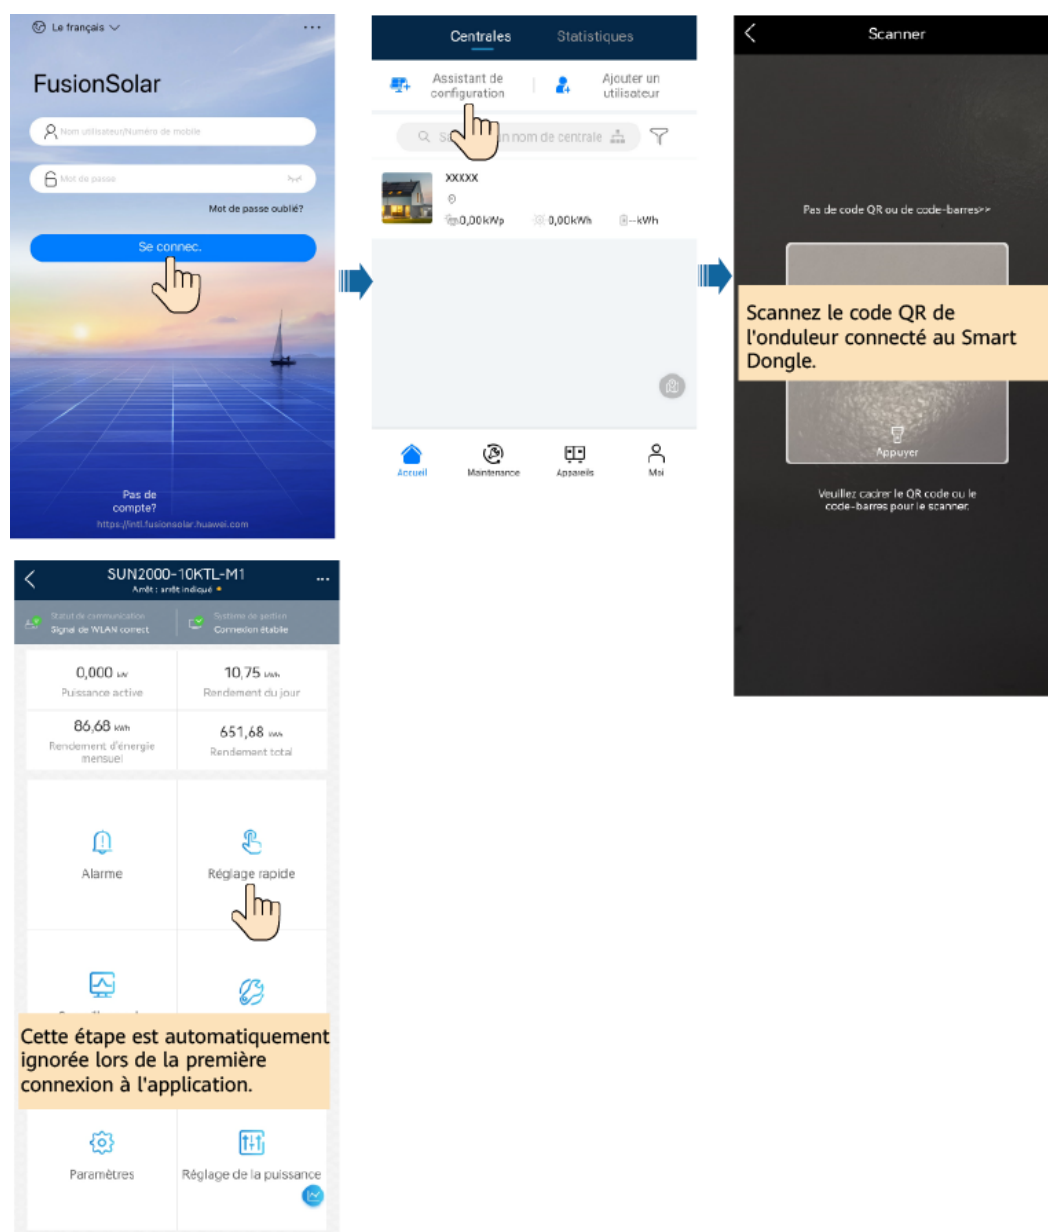 Le français
FusionSolar
Nom utilisateur/Numéro de mobile
Mot de passe
Mot de passe oublié?
Se connec.
Pas de
compte?
https://intl.fusionsolar.huawei.com
Centrales
Statistiques
Assistant de
configuration
Ajouter un
utilisateur
nom de centrale
XXXXX
0,00kWp
0,00kWh
--kWh
Accueil
Maintenance
Appareils
Moi
Scanner
Pas de code QR ou de code-barres>>
Scannez le code QR de
l'onduleur connecté au Smart
Dongle.
Appuyer
Veuillez cadrer le QR code ou le
code-barres pour le scanner.
SUN2000-10KTL-M1
Arrêt : arrêt indiqué
Statut de communication
Signal de WLAN correct
Système de gestion
Connexion établie
0,000 kW
Puissance active
10,75 kWh
Rendement du jour
86,68 kWh
Rendement d'énergie
mensuel
651,68 kWh
Rendement total
Alarme
Réglage rapide
Cette étape est automatiquement
ignorée lors de la première
connexion à l'application.
Paramètres
Réglage de la puissance